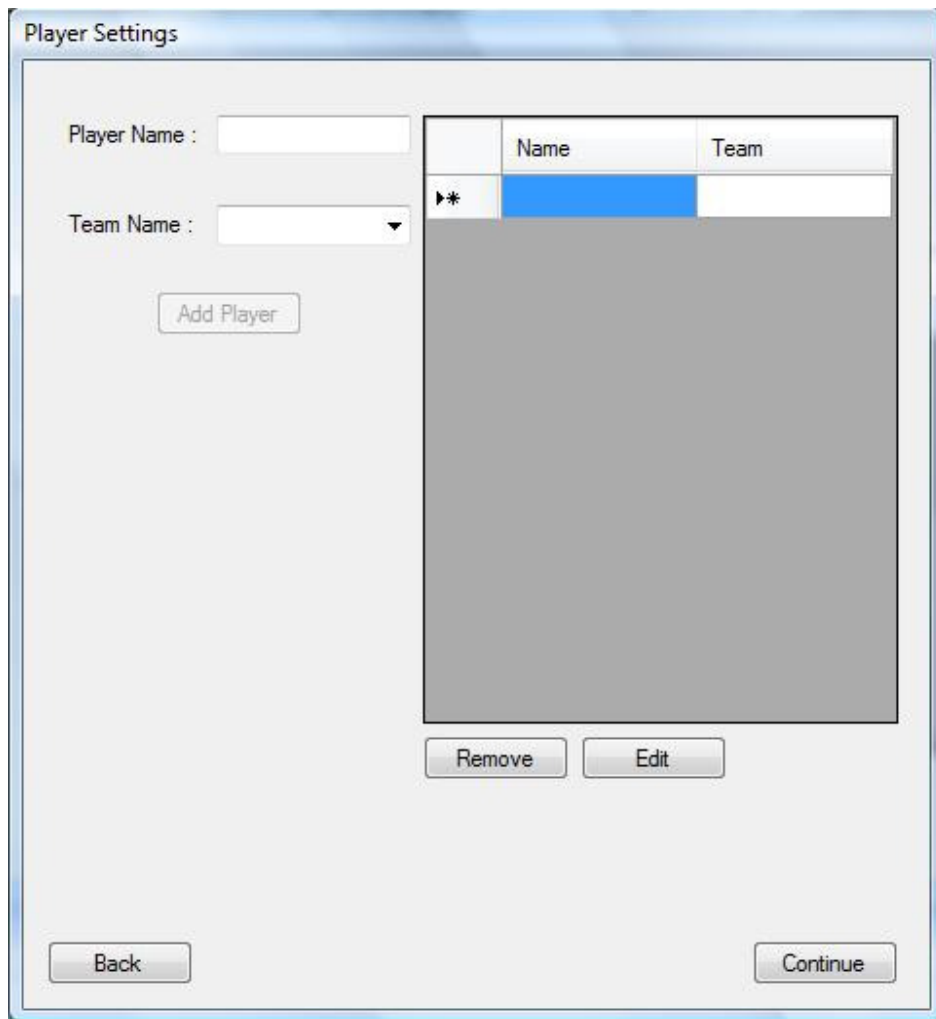 Player Settings
Player Name :
Name Team
Team Name :
Add Player
Remove Edit
Back Continue